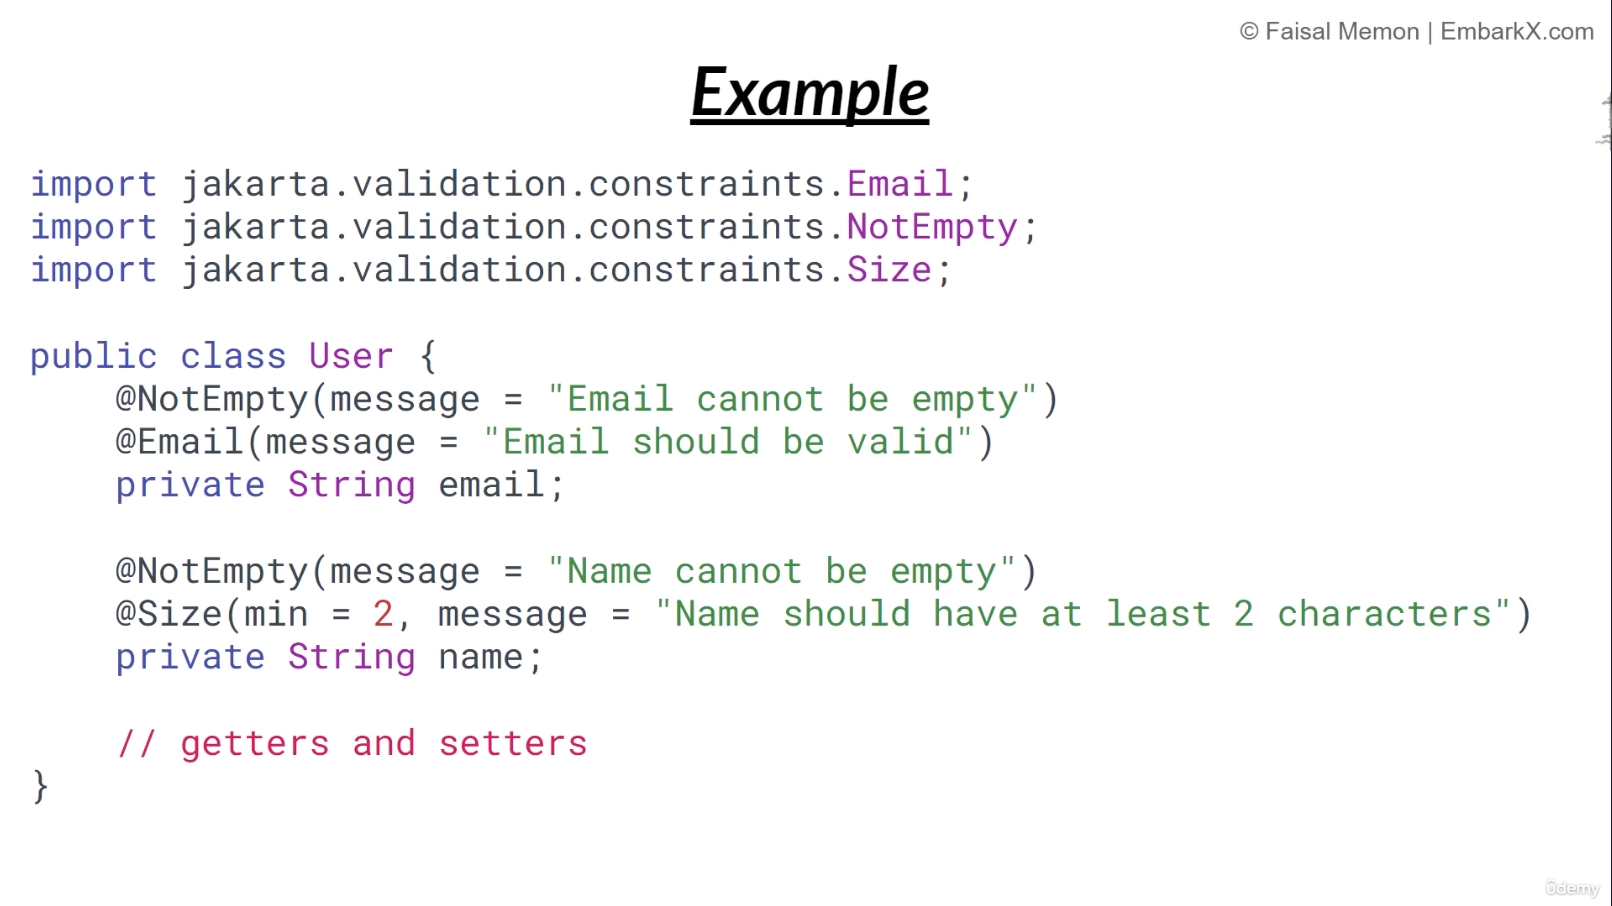 © Faisal Memon | EmbarkX.com
Example
import jakarta.validation.constraints.Email;
import jakarta.validation.constraints.NotEmpty;
import jakarta.validation.constraints.Size;
public class User {
    @NotEmpty(message = "Email cannot be empty")
    @Email(message = "Email should be valid")
    private String email;
    @NotEmpty(message = "Name cannot be empty")
    @Size(min = 2, message = "Name should have at least 2 characters")
    private String name;
    // getters and setters
}
ûdemy